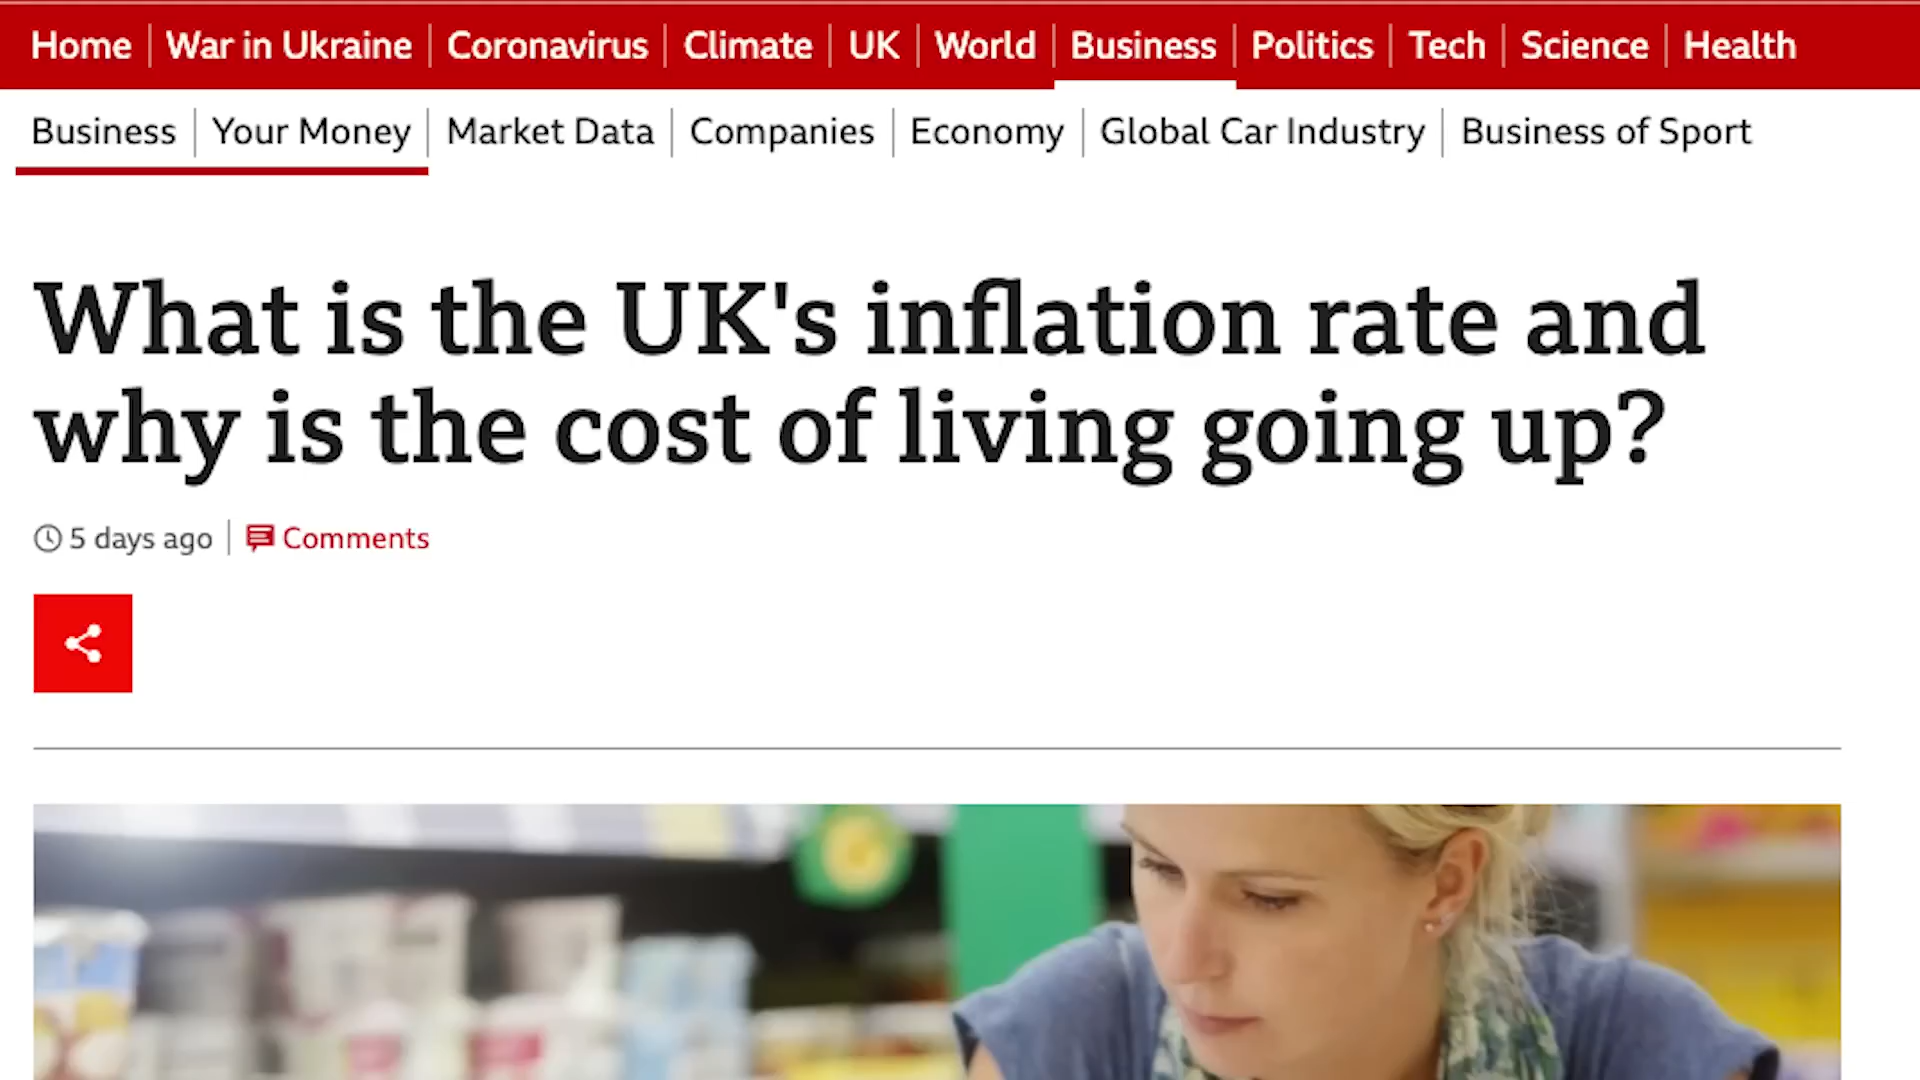 Home War in Ukraine Coronavirus Climate UK World Business Politics Tech Science Health
Business Your Money Market Data Companies Economy Global Car Industry Business of Sport
What is the UK's inflation rate and
why is the cost of living going up?
5 days ago Comments